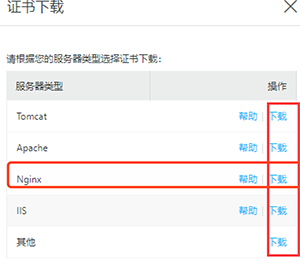 证书下载
请根据您的服务器类型选择证书下载：
服务器类型 操作
Tomcat 帮助 | 下载
Apache 帮助 | 下载
Nginx 帮助 | 下载
IIS 帮助 | 下载
其他 下载